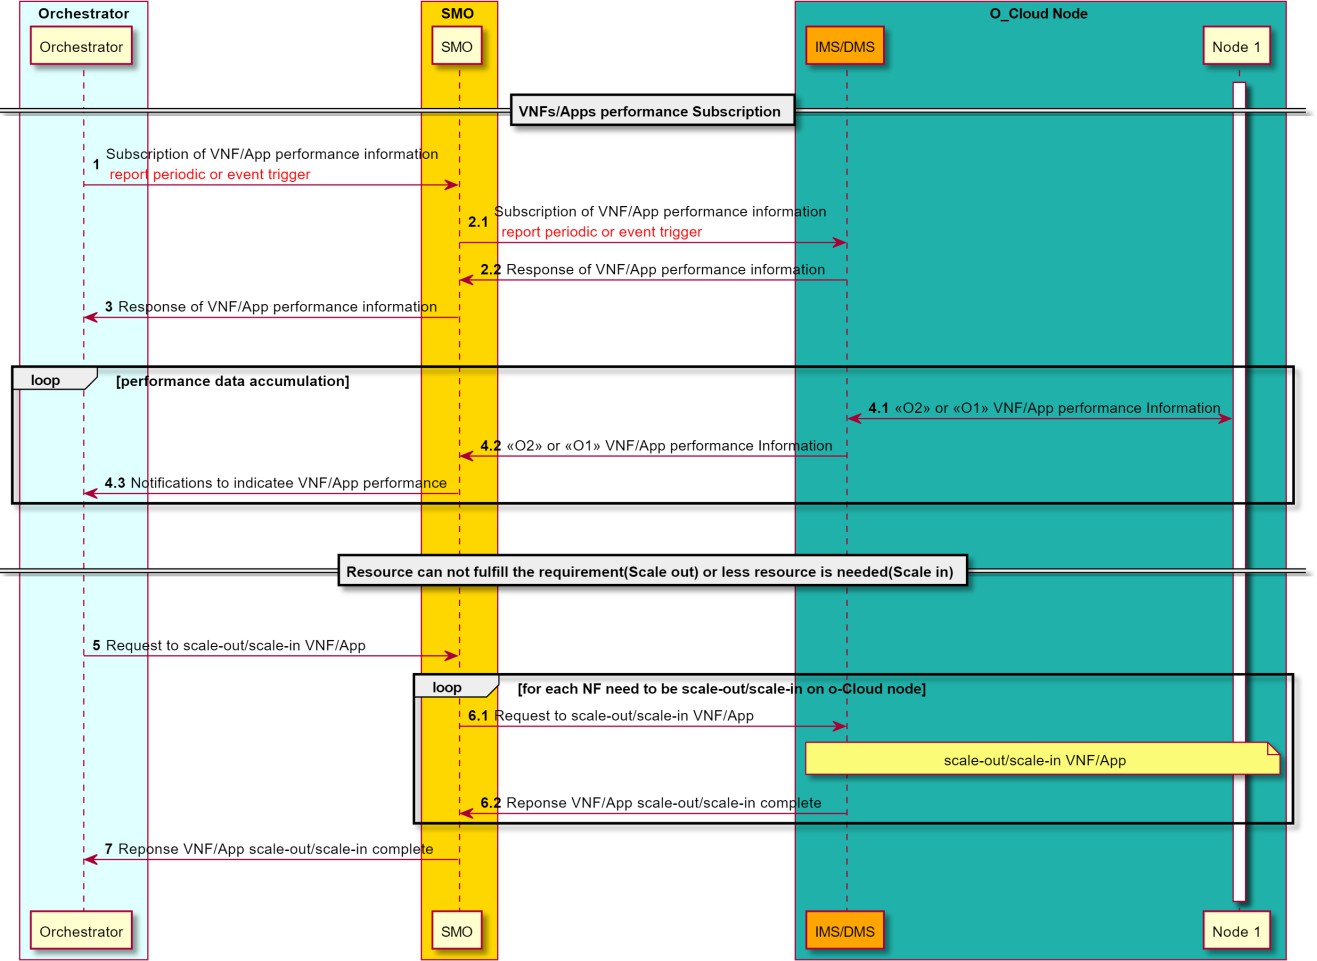 Orchestrator
SMO
O_Cloud Node
Orchestrator
SMO
IMS/DMS
Node 1
VNFs/Apps performance Subscription
1 Subscription of VNF/App performance information
report periodic or event trigger
2.1 Subscription of VNF/App performance information
report periodic or event trigger
2.2 Response of VNF/App performance information
3 Response of VNF/App performance information
loop [performance data accumulation]
4.1 «O2» or «O1» VNF/App performance Information
4.2 «O2» or «O1» VNF/App performance Information
4.3 Notifications to indicatee VNF/App performance
Resource can not fulfill the requirement(Scale out) or less resource is needed(Scale in)
5 Request to scale-out/scale-in VNF/App
loop [for each NF need to be scale-out/scale-in on o-Cloud node]
6.1 Request to scale-out/scale-in VNF/App
scale-out/scale-in VNF/App
6.2 Reponse VNF/App scale-out/scale-in complete
7 Reponse VNF/App scale-out/scale-in complete
Orchestrator
SMO
IMS/DMS
Node 1